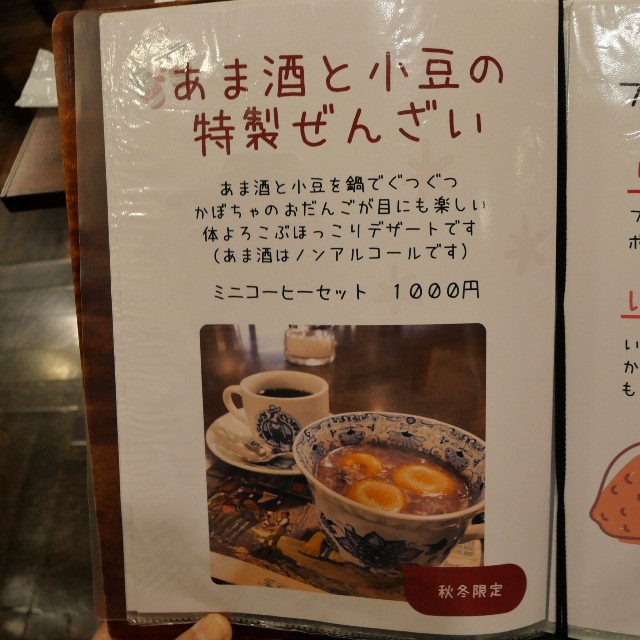 あま酒と小豆の
特製ぜんざい
あま酒と小豆を鍋でぐつぐつ
かぼちゃのおだんごが目にも楽しい
体よろこぶほっこりデザートです
(あま酒はノンアルコールです)
ミニコーヒーセット 1000円
秋冬限定